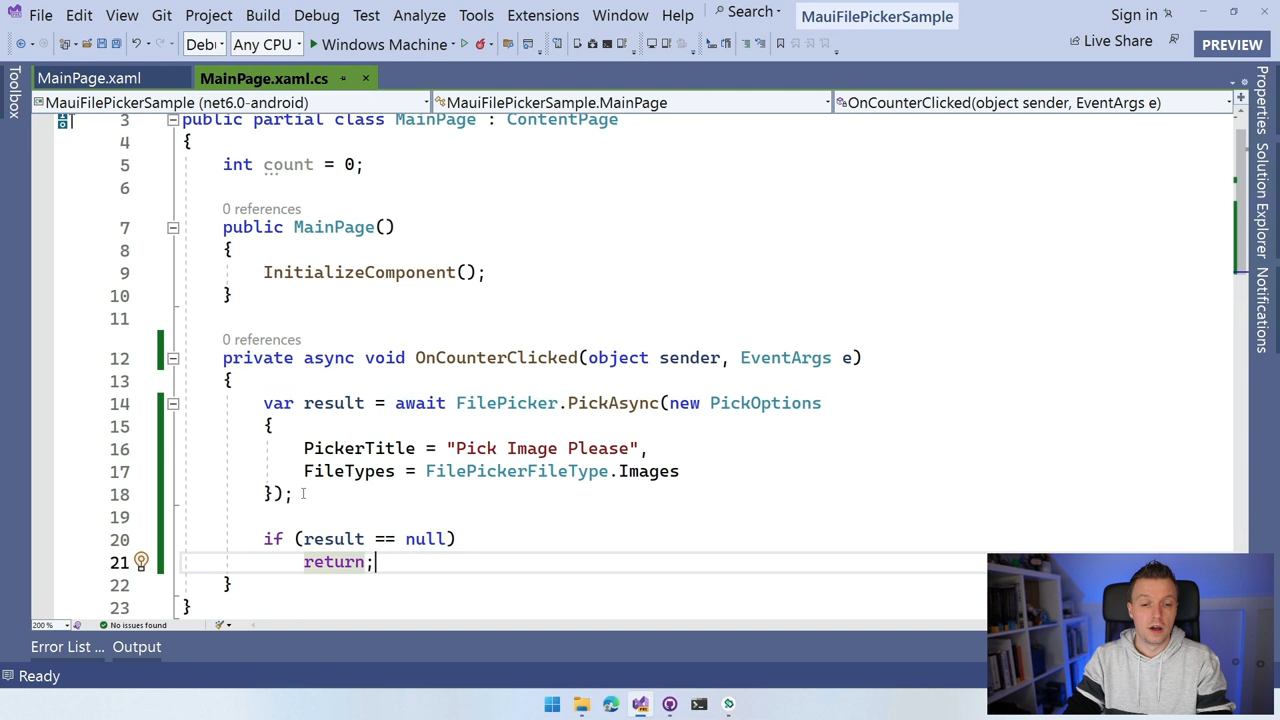 File Edit View Git Project Build Debug Test Analyze Tools Extensions Window Help Search MauiFilePickerSample Sign in
Debu Any CPU Windows Machine Live Share PREVIEW
MainPage.xaml MainPage.xaml.cs
MauiFilePickerSample (net6.0-android) MauiFilePickerSample.MainPage OnCounterClicked(object sender, EventArgs e)
Toolbox
Properties
Solution Explorer
Notifications
3 public partial class MainPage : ContentPage
4 {
5 int count = 0;
6
0 references
7 public MainPage()
8 {
9 InitializeComponent();
10 }
11
0 references
12 private async void OnCounterClicked(object sender, EventArgs e)
13 {
14 var result = await FilePicker.PickAsync(new PickOptions
15 {
16 PickerTitle = "Pick Image Please",
17 FileTypes = FilePickerFileType.Images
18 });
19
20 if (result == null)
21 return;
22 }
23 }
200 % No issues found
Error List ... Output
Ready